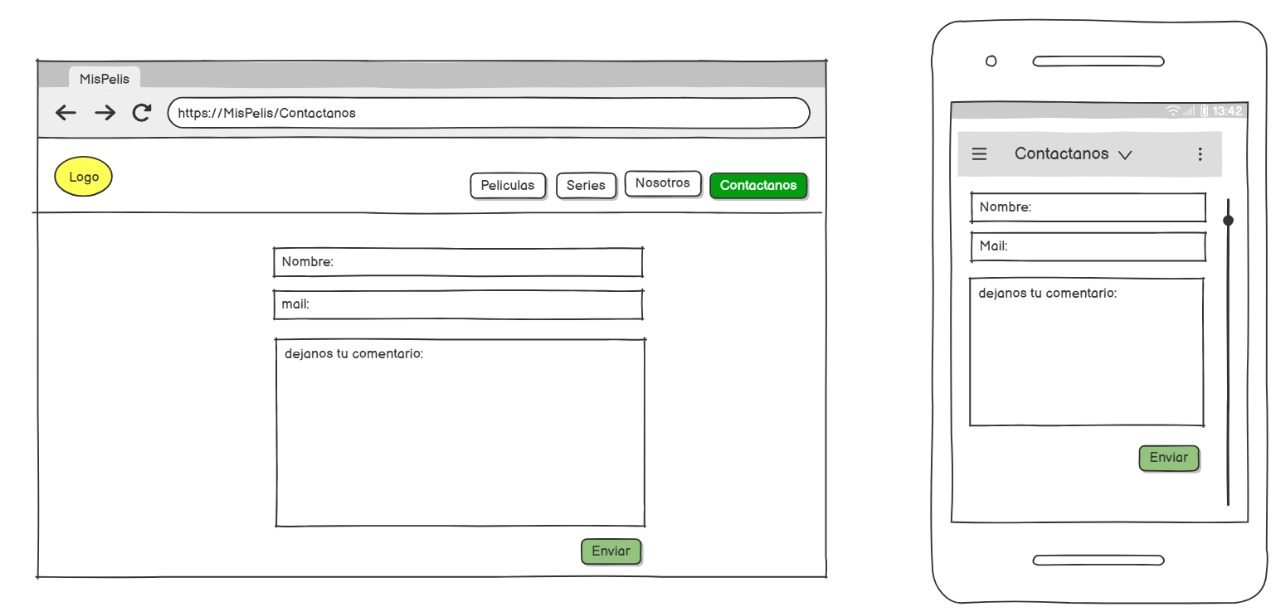 MisPelis
https://MisPelis/Contactanos
Logo
Peliculas
Series
Nosotros
Contactanos
Nombre:
mail:
dejanos tu comentario:
Enviar
13:42
Contactanos
Nombre:
Mail:
dejanos tu comentario:
Enviar